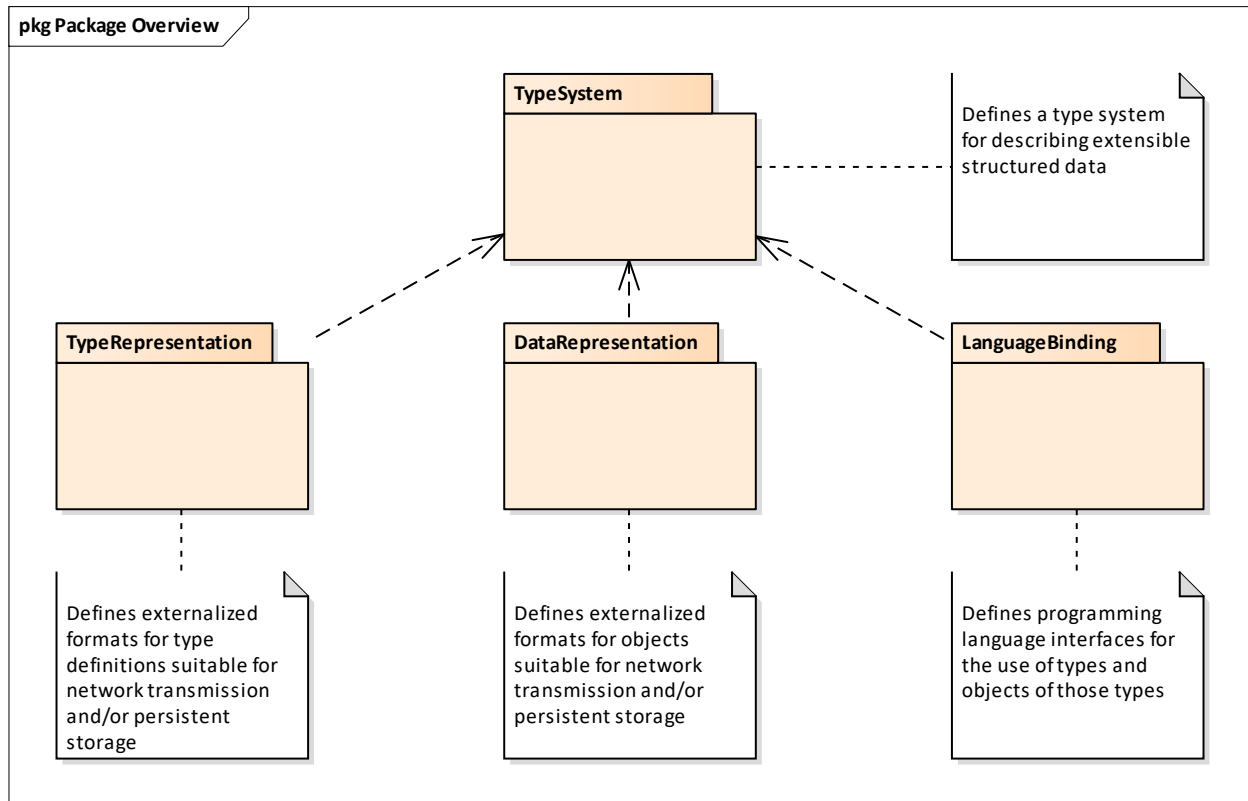 pkg Package Overview
TypeSystem
Defines a type system
for describing extensible
structured data
TypeRepresentation
DataRepresentation
LanguageBinding
Defines externalized
formats for type
definitions suitable for
network transmission
and/or persistent
storage
Defines externalized
formats for objects
suitable for network
transmission and/or
persistent storage
Defines programming
language interfaces for
the use of types and
objects of those types